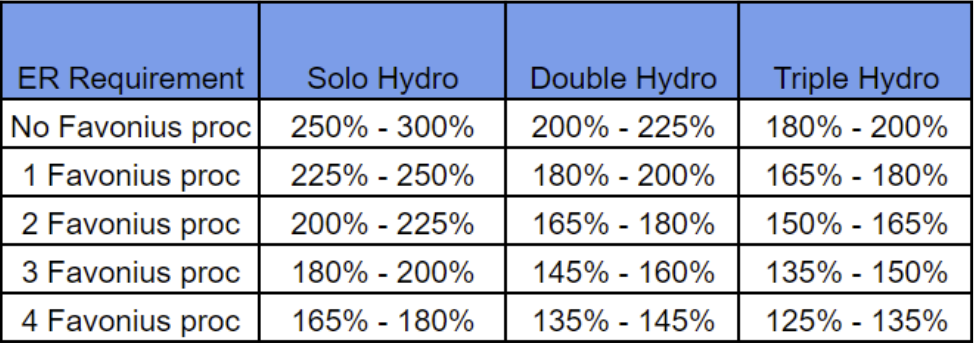 ER Requirement Solo Hydro Double Hydro Triple Hydro
No Favonius proc 250% - 300% 200% - 225% 180% - 200%
1 Favonius proc 225% - 250% 180% - 200% 165% - 180%
2 Favonius proc 200% - 225% 165% - 180% 150% - 165%
3 Favonius proc 180% - 200% 145% - 160% 135% - 150%
4 Favonius proc 165% - 180% 135% - 145% 125% - 135%